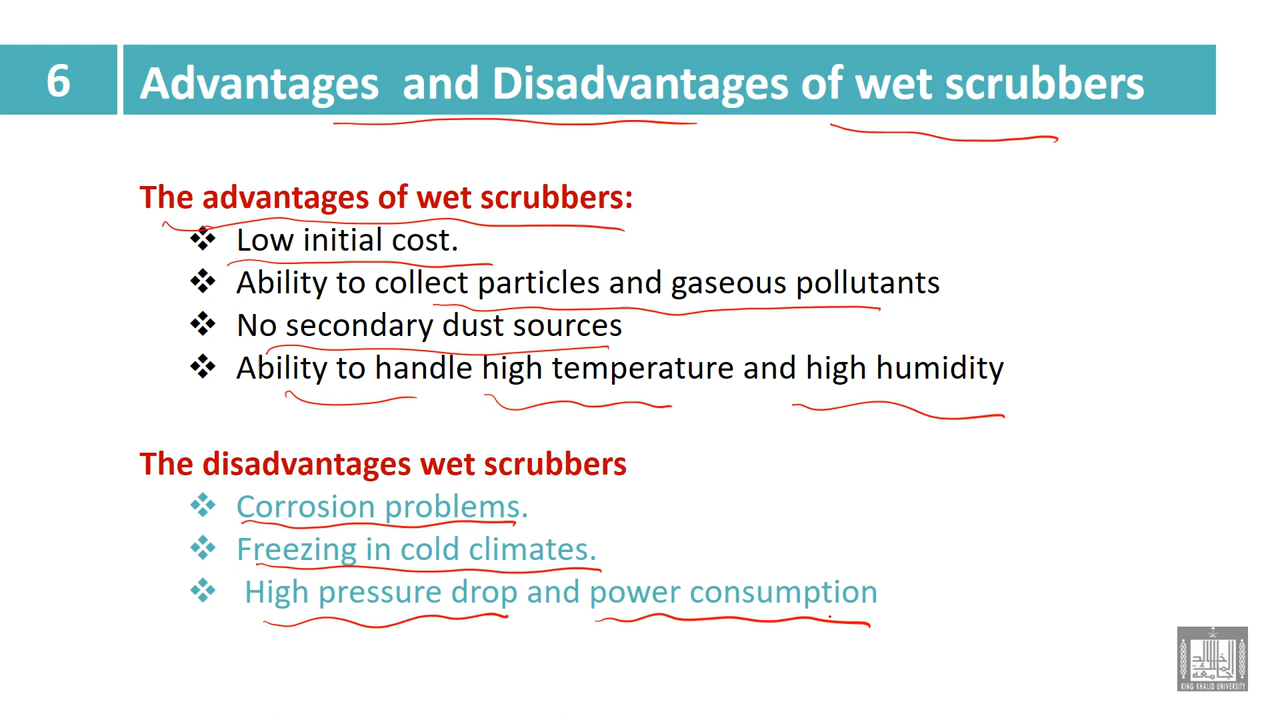 6
Advantages and Disadvantages of wet scrubbers
The advantages of wet scrubbers:
❖ Low initial cost.
❖ Ability to collect particles and gaseous pollutants
❖ No secondary dust sources
❖ Ability to handle high temperature and high humidity
The disadvantages wet scrubbers
❖ Corrosion problems.
❖ Freezing in cold climates.
❖ High pressure drop and power consumption
KING KHALID UNIVERSITY